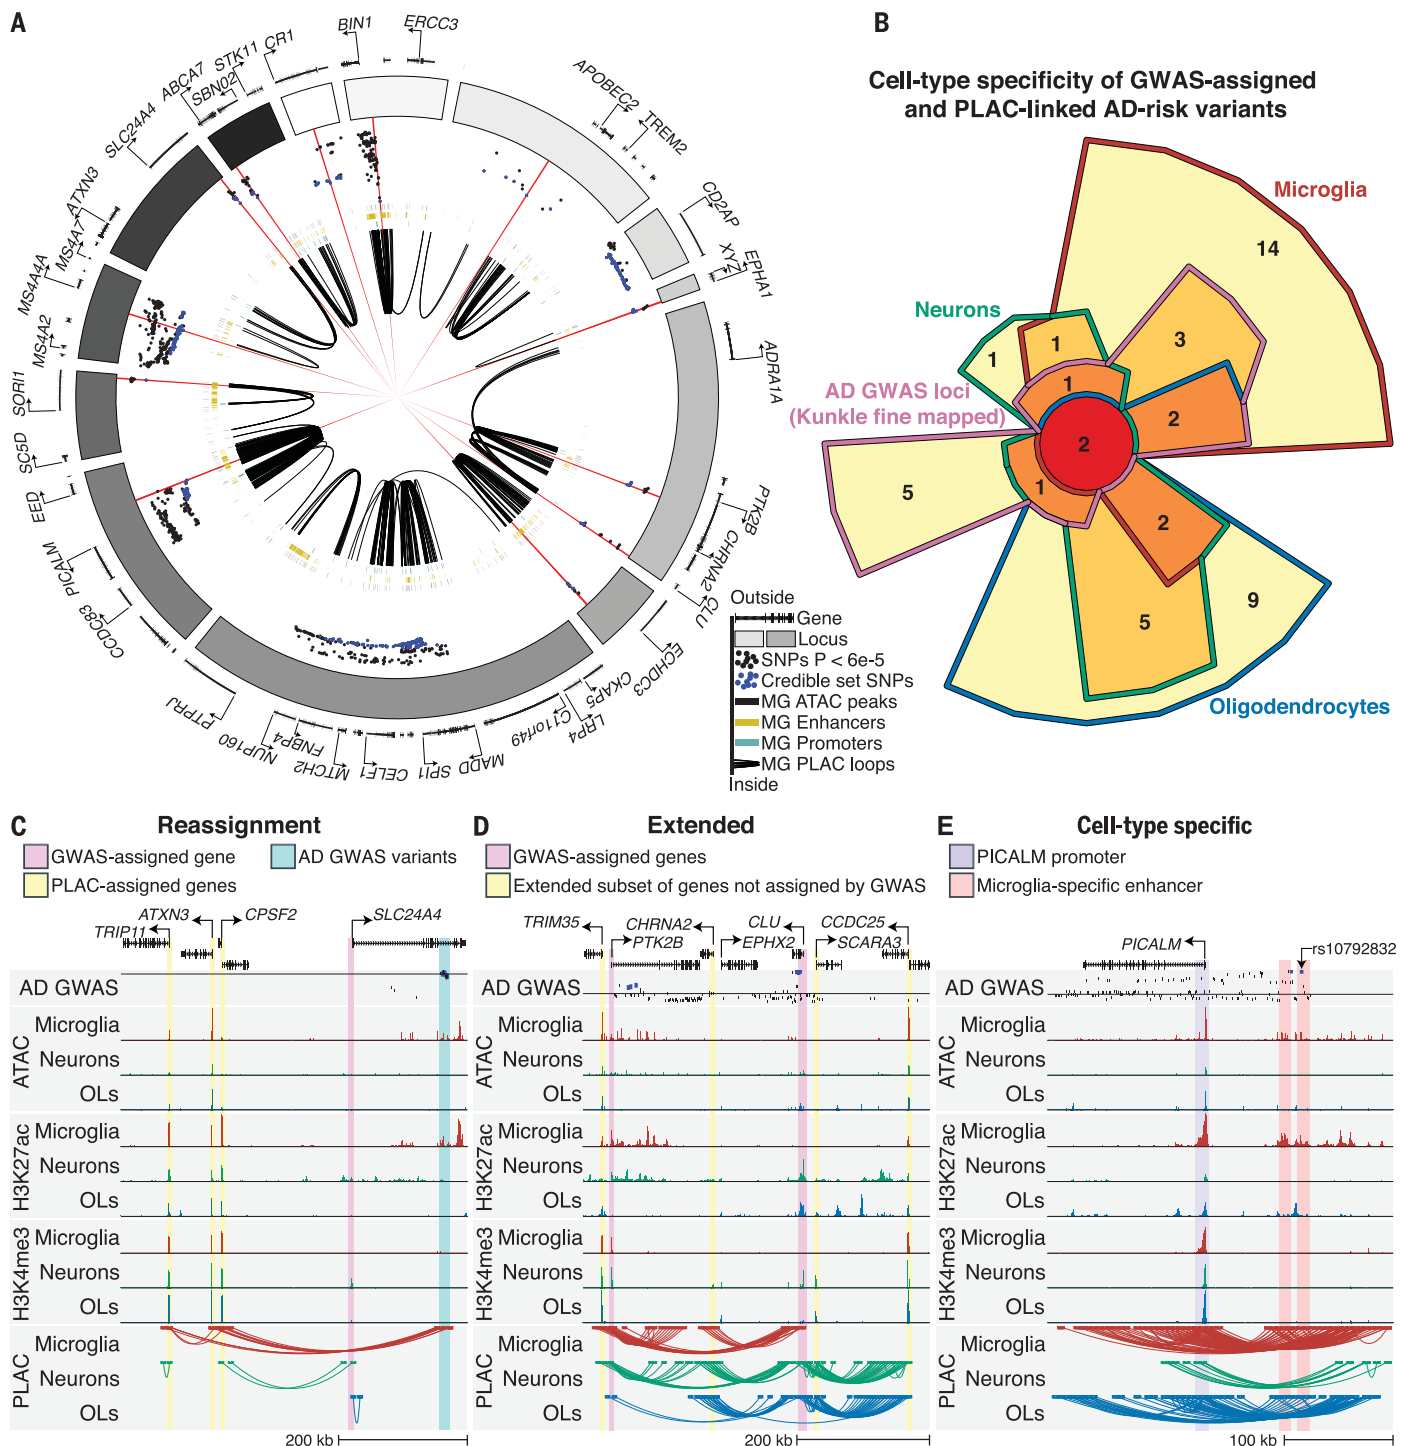 A
BIN1
ERCC3
CR1
STK11
SBN02
ABCA7
SLC24A4
ATXN3
MS4A7
MS4A4A
MS4A2
SORl1
SC5D
EED
PICALM
CCDC83
PTPRJ
NUP160
FNBP4
MTCH2
CELF1
SPI1
MADD
C11orf49
LRP4
CKAP5
ECHDC3
CLU
CHRNA2
PTK2B
ADRA1A
EPHA1
XYZ
CD2AP
TREM2
APOBEC2
Outside
Gene
Locus
SNPs P < 6e-5
Credible set SNPs
MG ATAC peaks
MG Enhancers
MG Promoters
MG PLAC loops
Inside
B
Cell-type specificity of GWAS-assigned
and PLAC-linked AD-risk variants
Microglia
14
Neurons
1
1
3
AD GWAS loci
(Kunkle fine mapped)
1
2
2
5
1
2
5
9
Oligodendrocytes
C
Reassignment
GWAS-assigned gene
AD GWAS variants
PLAC-assigned genes
ATXN3
CPSF2
SLC24A4
TRIP11
AD GWAS
ATAC
Microglia
Neurons
OLs
H3K27ac
Microglia
Neurons
OLs
H3K4me3
Microglia
Neurons
OLs
PLAC
Microglia
Neurons
OLs
200 kb
D
Extended
GWAS-assigned genes
Extended subset of genes not assigned by GWAS
TRIM35
CHRNA2
CLU
CCDC25
PTK2B
EPHX2
SCARA3
AD GWAS
ATAC
Microglia
Neurons
OLs
H3K27ac
Microglia
Neurons
OLs
H3K4me3
Microglia
Neurons
OLs
PLAC
Microglia
Neurons
OLs
200 kb
E
Cell-type specific
PICALM promoter
Microglia-specific enhancer
PICALM
rs10792832
AD GWAS
ATAC
Microglia
Neurons
OLs
H3K27ac
Microglia
Neurons
OLs
H3K4me3
Microglia
Neurons
OLs
PLAC
Microglia
Neurons
OLs
100 kb